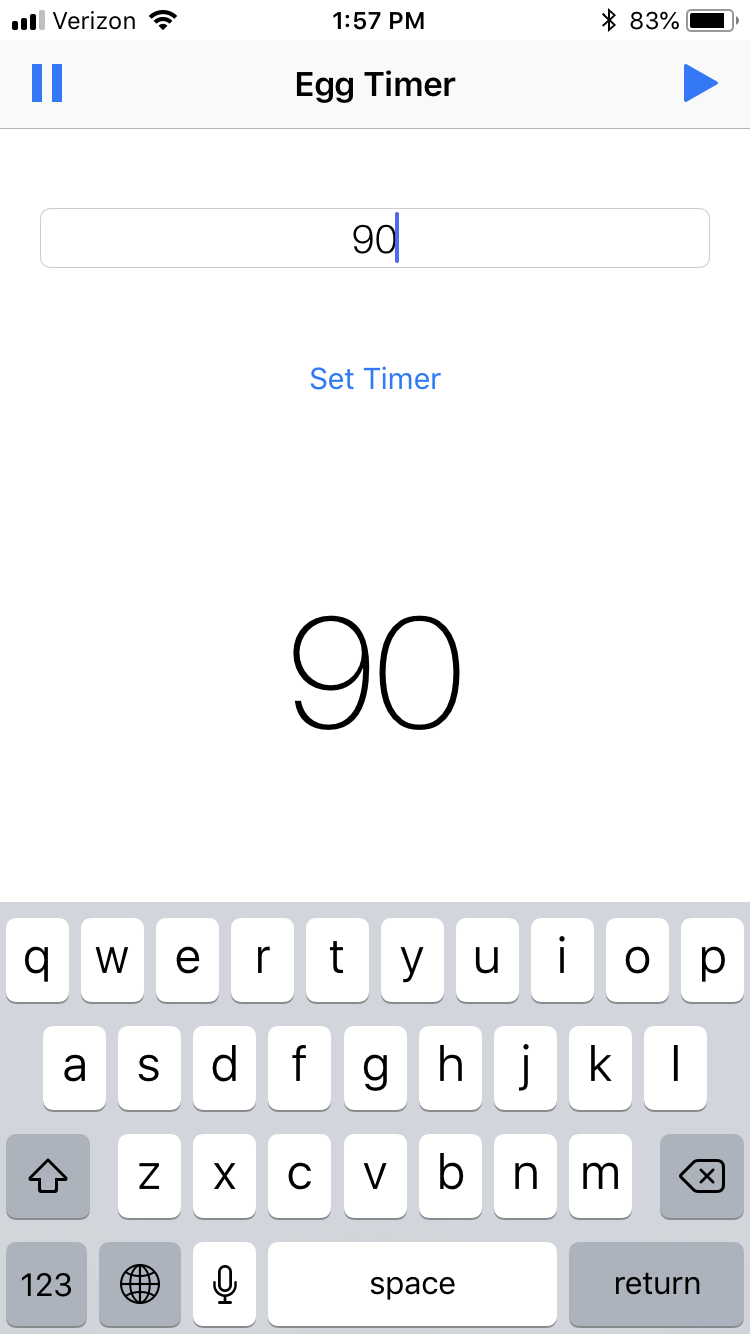 Verizon 1:57 PM 83%
Egg Timer
90
Set Timer
90
q w e r t y u i o p
a s d f g h j k l
z x c v b n m
123 space return